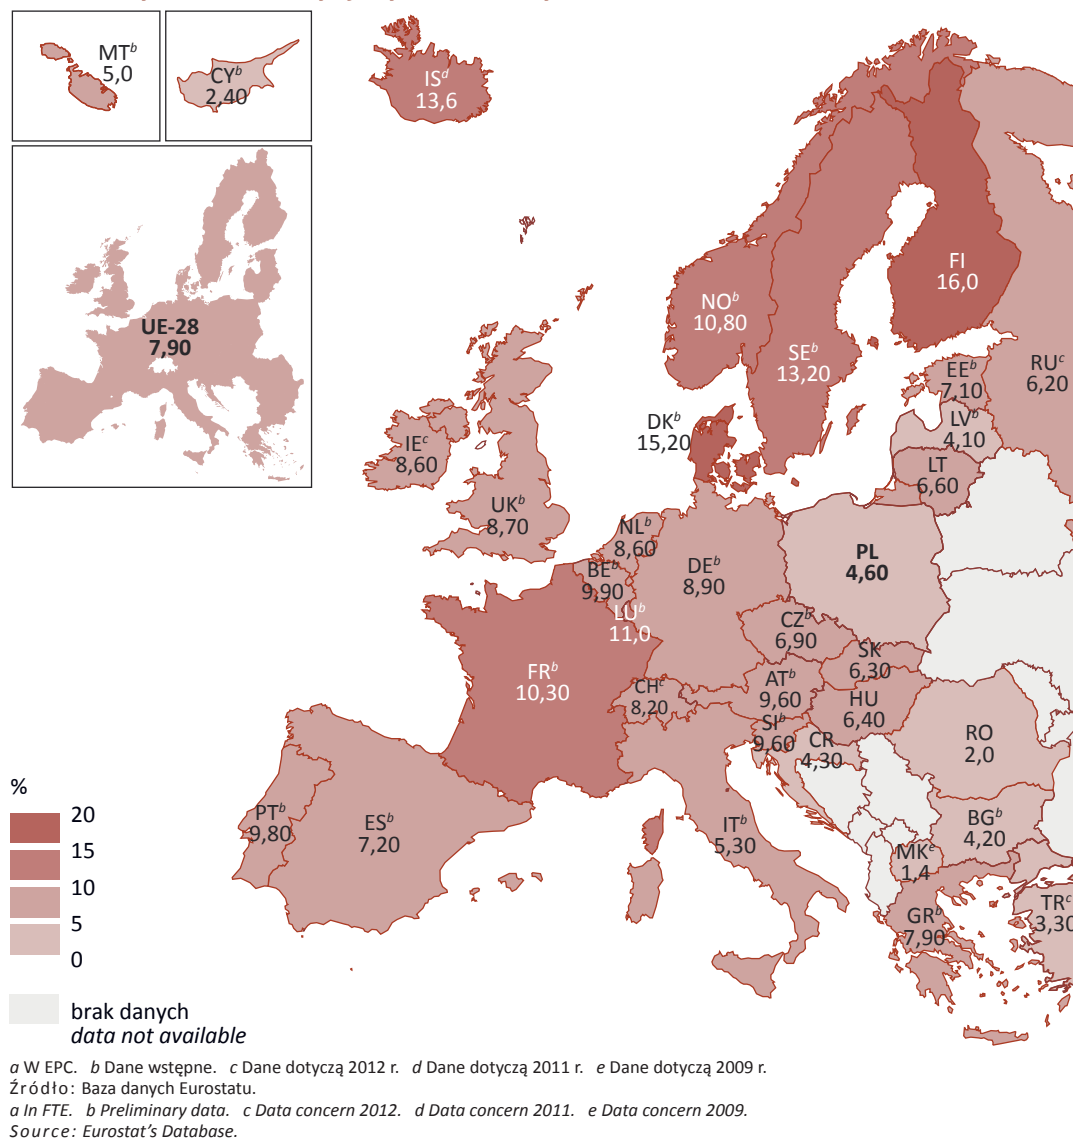 MTᵇ
5,0
CYᵇ
2,40
ISᵈ
13,6
UE-28
7,90
FI
16,0
NOᵇ
10,80
SEᵇ
13,20
RUᶜ
6,20
EEᵇ
7,10
LVᵇ
4,10
LT
6,60
DKᵇ
15,20
IEᶜ
8,60
UKᵇ
8,70
NLᵇ
8,60
BEᵇ
9,90
LUᵇ
11,0
DEᵇ
8,90
PL
4,60
CZᵇ
6,90
SK
6,30
FRᵇ
10,30
CHᶜ
8,20
ATᵇ
9,60
HU
6,40
SIᵇ
9,60
CR
4,30
RO
2,0
PTᵇ
9,80
ESᵇ
7,20
ITᵇ
5,30
BGᵇ
4,20
MKᵉ
1,4
GRᵇ
7,90
TRᶜ
3,30
%
20
15
10
5
0
brak danych
data not available
a W EPC. b Dane wstępne. c Dane dotyczą 2012 r. d Dane dotyczą 2011 r. e Dane dotyczą 2009 r.
Źródło: Baza danych Eurostatu.
a In FTE. b Preliminary data. c Data concern 2012. d Data concern 2011. e Data concern 2009.
Source: Eurostat's Database.